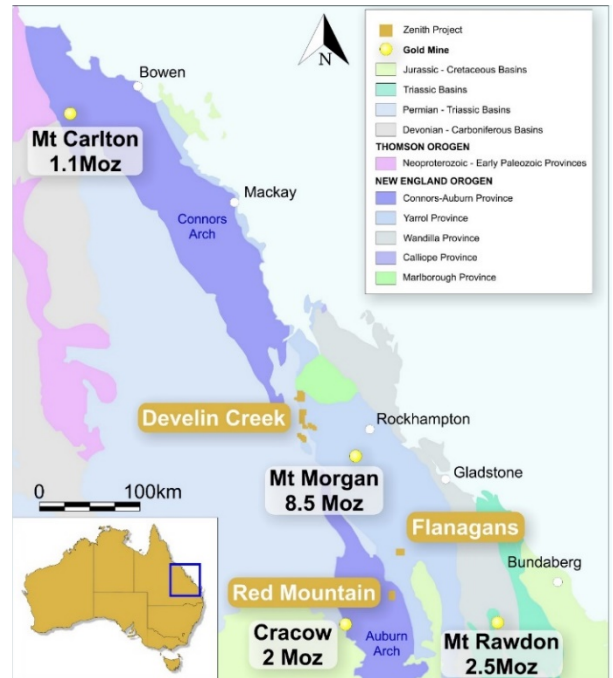 Bowen
Mt Carlton
1.1Moz
Mackay
Connors
Arch
N
Zenith Project
Gold Mine
Jurassic - Cretaceous Basins
Triassic Basins
Permian - Triassic Basins
Devonian - Carboniferous Basins
THOMSON OROGEN
Neoproterozoic - Early Paleozoic Provinces
NEW ENGLAND OROGEN
Connors-Auburn Province
Yarrol Province
Wandilla Province
Calliope Province
Marlborough Province
Develin Creek
Rockhampton
0 100km
Mt Morgan
8.5 Moz
Gladstone
Flanagans
Bundaberg
Red Mountain
Cracow
2 Moz
Auburn
Arch
Mt Rawdon
2.5Moz